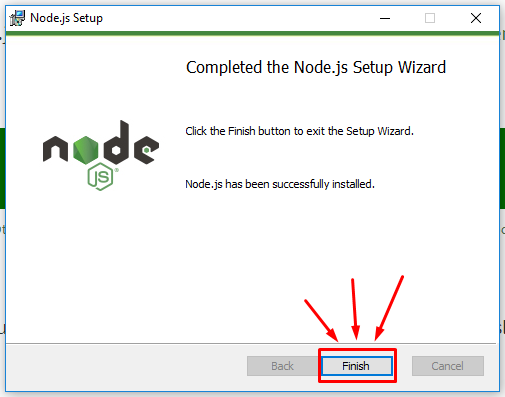 Node.js Setup
Completed the Node.js Setup Wizard
Click the Finish button to exit the Setup Wizard.
node
JS®
Node.js has been successfully installed.
Back
Finish
Cancel